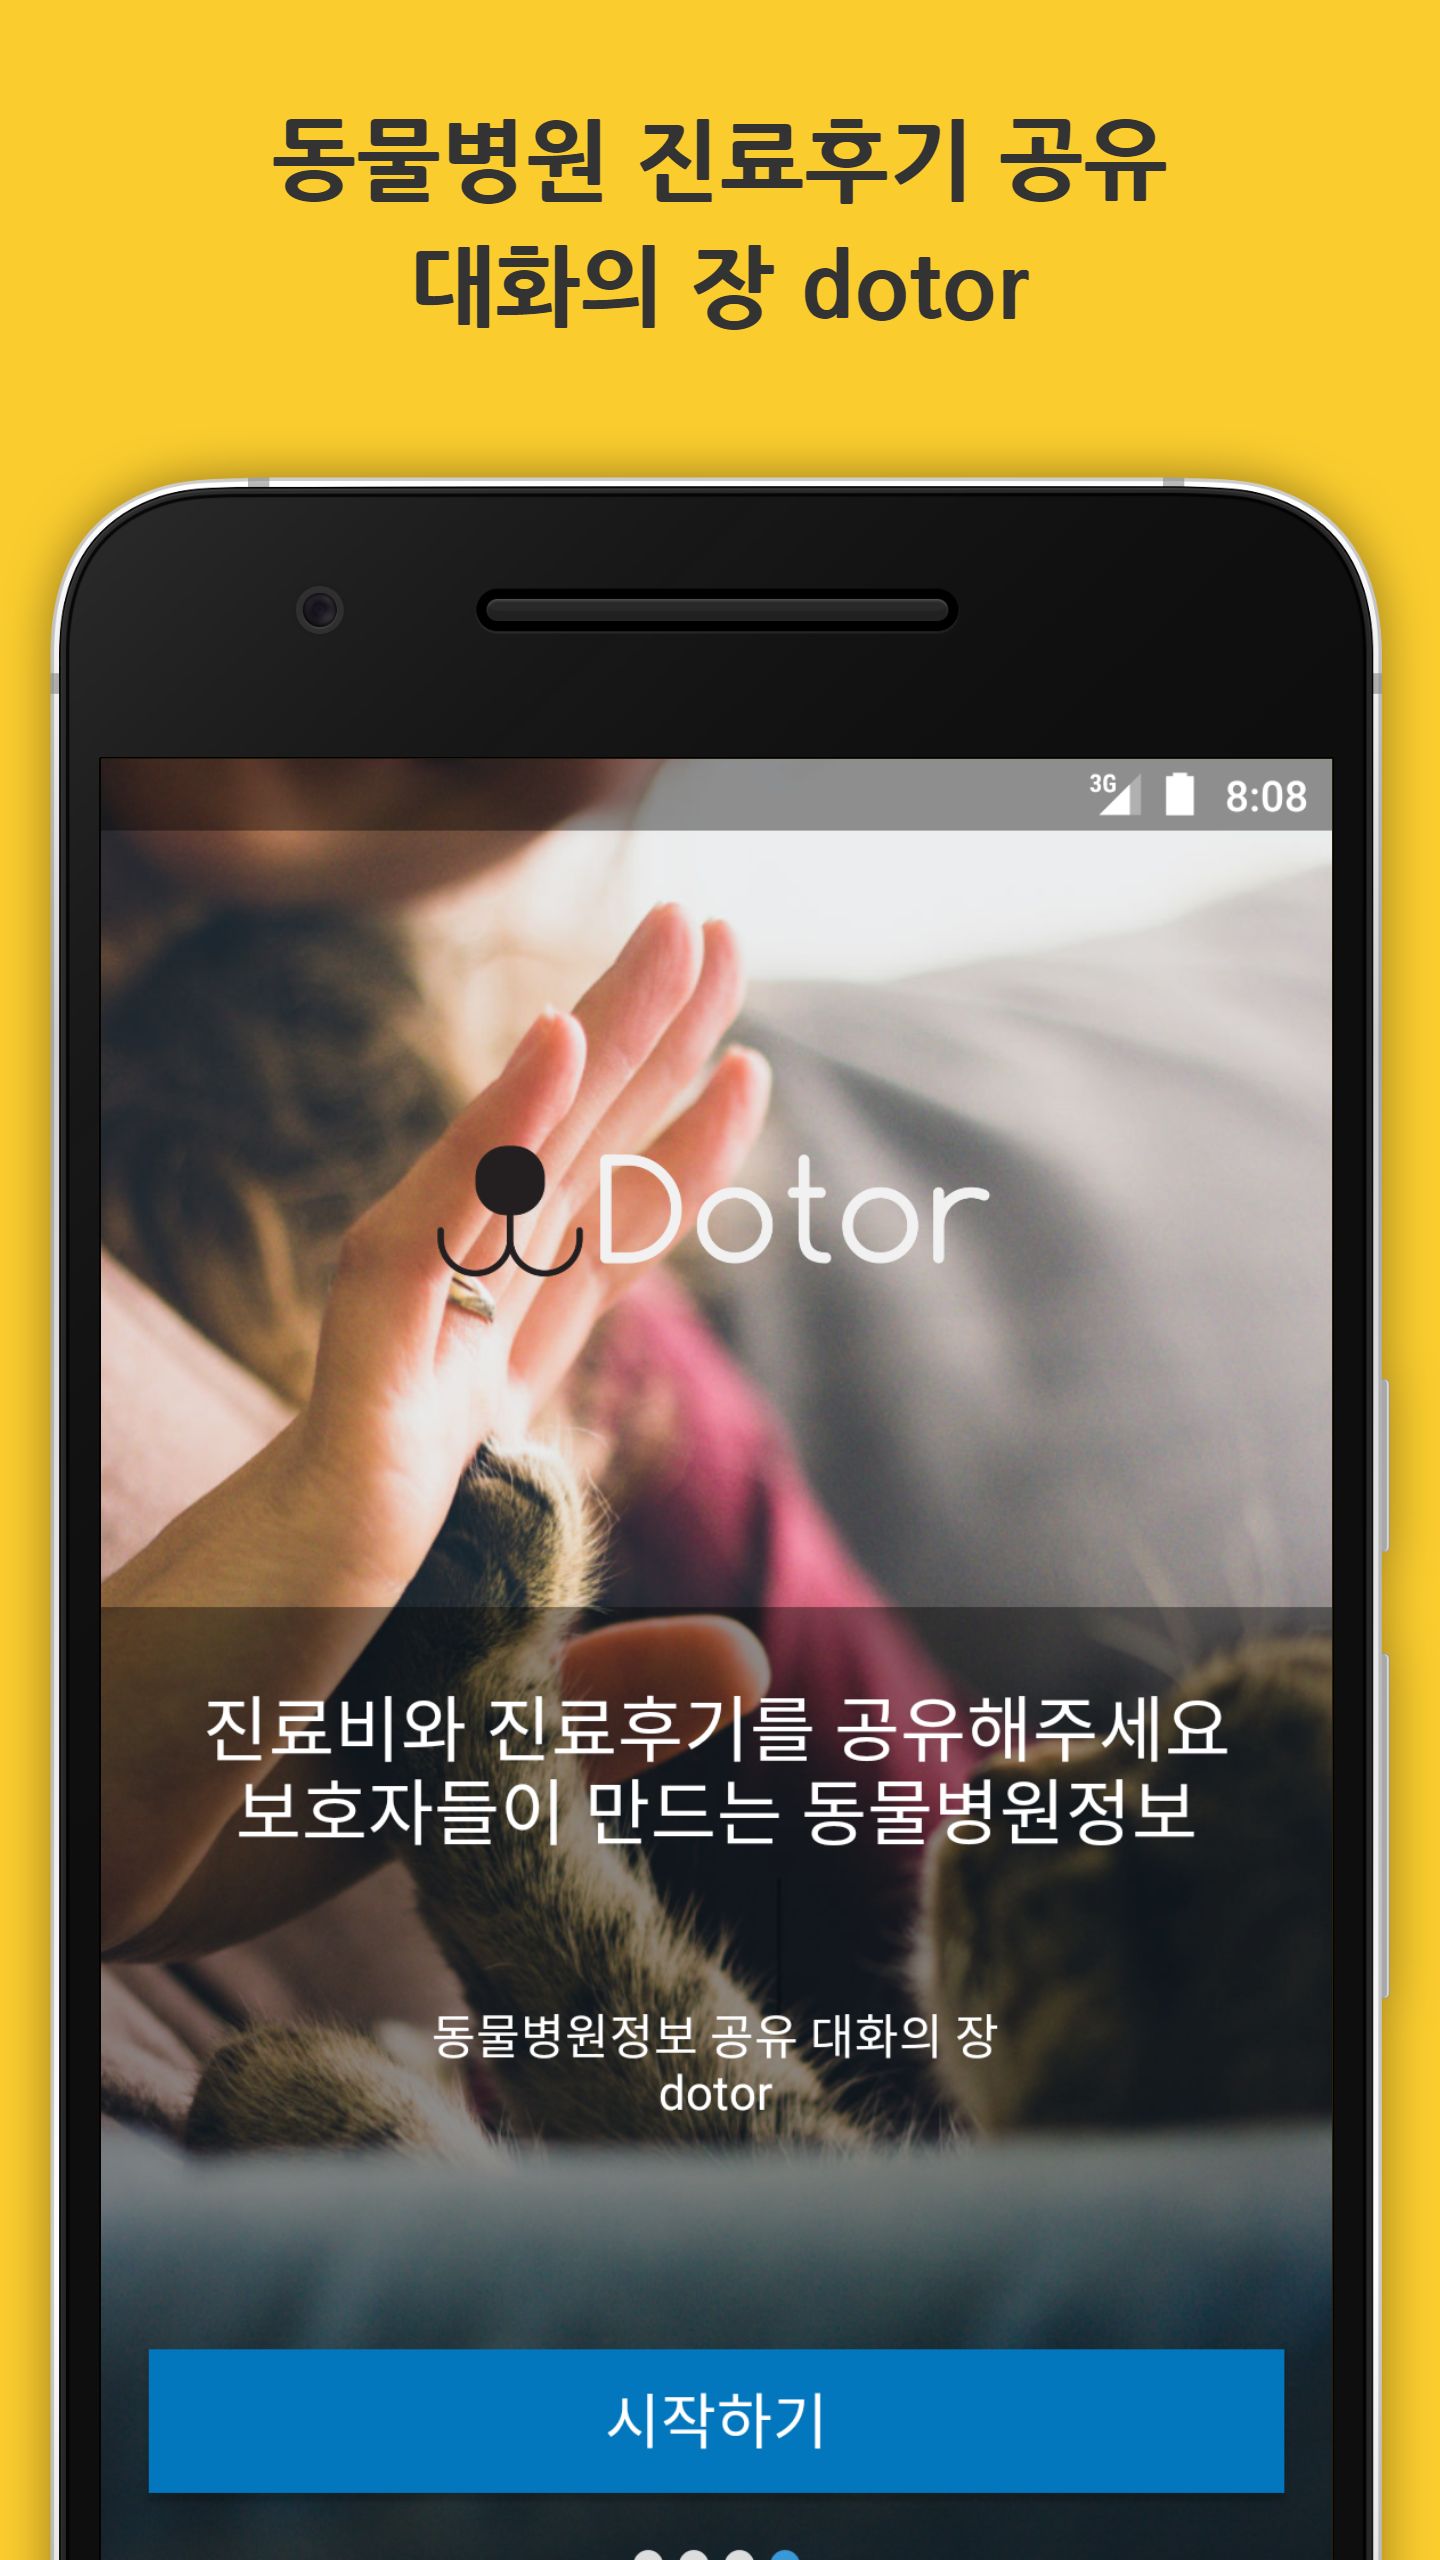 동물병원 진료후기 공유
대화의 장 dotor
3G 8:08
Dotor
진료비와 진료후기를 공유해주세요
보호자들이 만드는 동물병원정보
동물병원정보 공유 대화의 장
dotor
시작하기